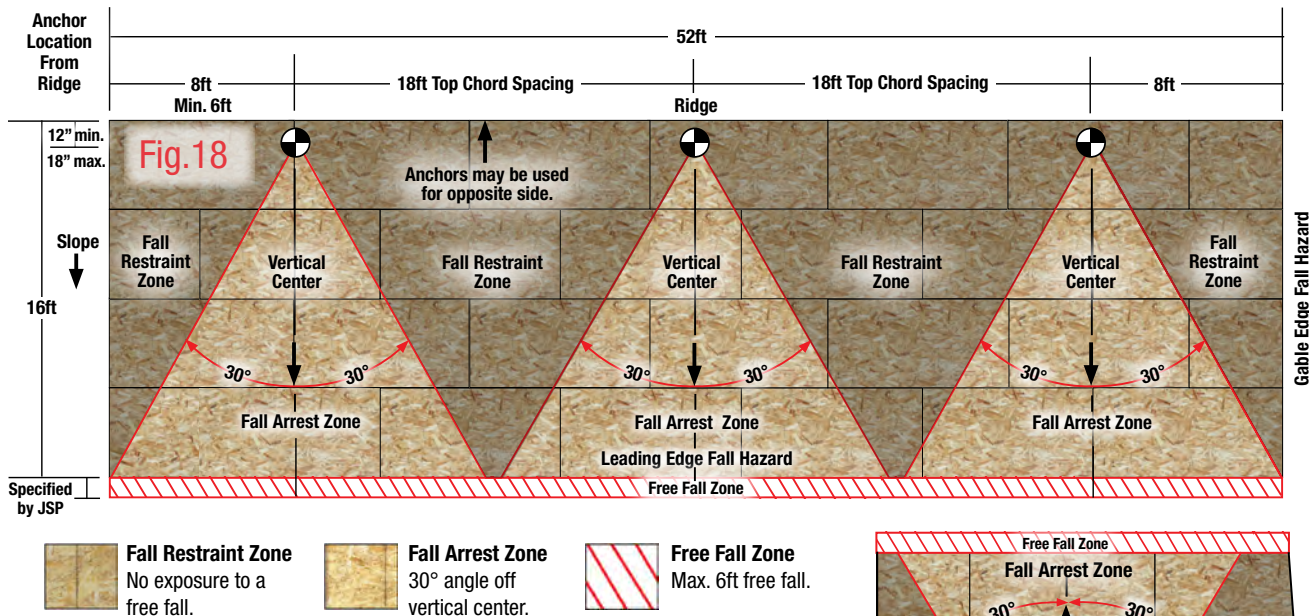 Anchor
Location
From
Ridge
52ft
8ft
Min. 6ft
18ft Top Chord Spacing
Ridge
18ft Top Chord Spacing
8ft
12” min.
18” max.
Fig.18
Anchors may be used
for opposite side.
Slope
16ft
Fall
Restraint
Zone
Vertical
Center
Fall Restraint
Zone
Vertical
Center
Fall Restraint
Zone
Vertical
Center
Fall
Restraint
Zone
Gable Edge Fall Hazard
30°
30°
30°
30°
30°
30°
Fall Arrest Zone
Fall Arrest Zone
Fall Arrest Zone
Leading Edge Fall Hazard
Specified
by JSP
Free Fall Zone
Fall Restraint Zone
No exposure to a
free fall.
Fall Arrest Zone
30° angle off
vertical center.
Free Fall Zone
Max. 6ft free fall.
Free Fall Zone
Fall Arrest Zone
30°
30°